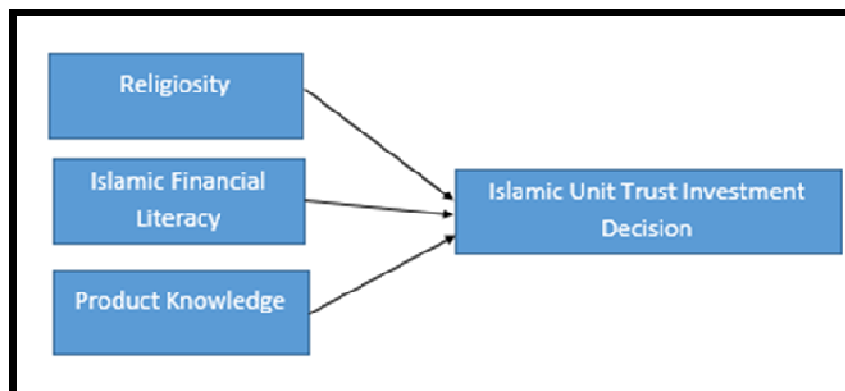 Religiosity
Islamic Financial
Literacy
Product Knowledge
Islamic Unit Trust Investment
Decision